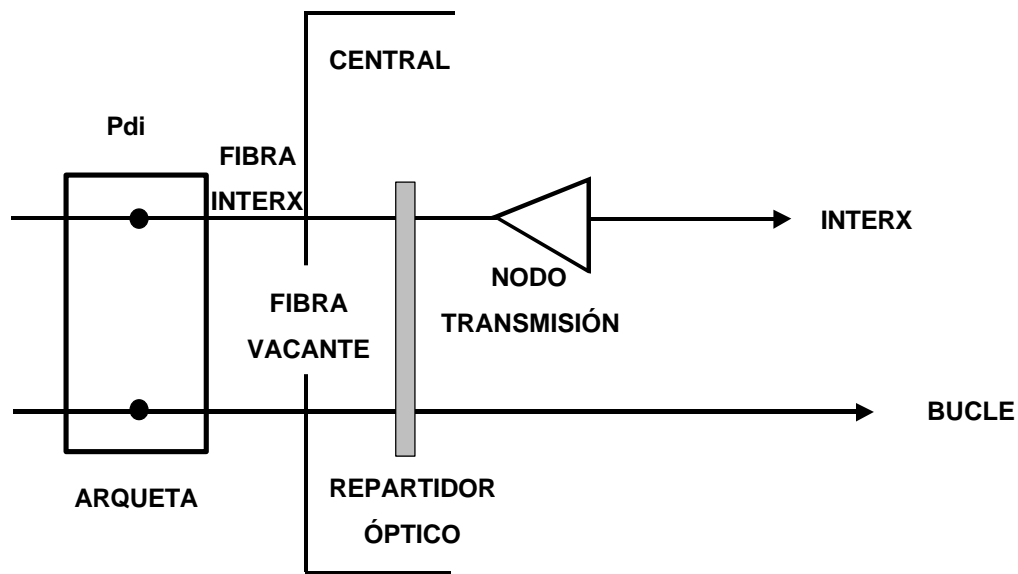 CENTRAL
Pdi
FIBRA
INTERX
INTERX
NODO
TRANSMISIÓN
FIBRA
VACANTE
BUCLE
ARQUETA
REPARTIDOR
ÓPTICO